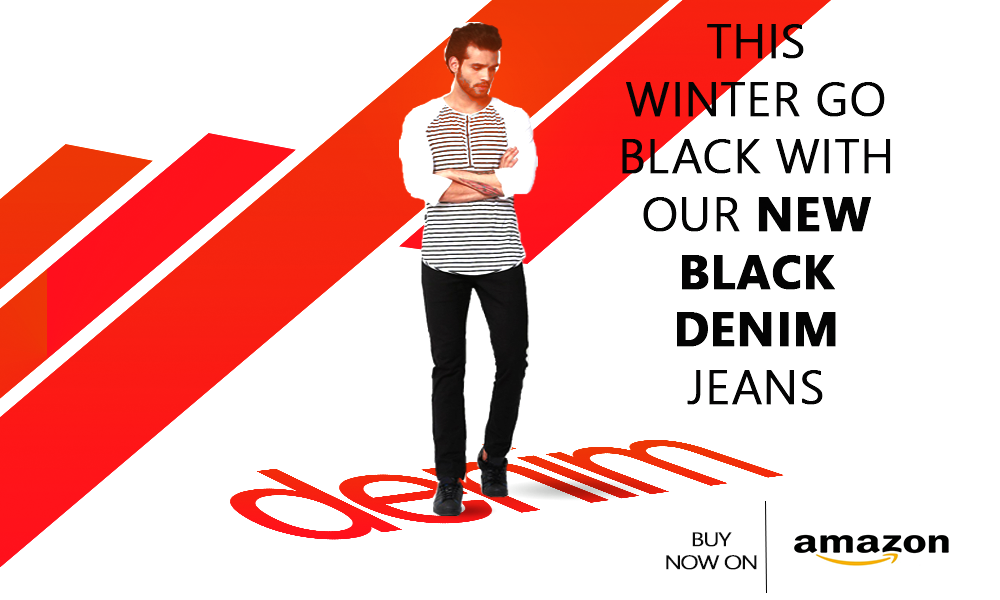 THIS
WINTER GO
BLACK WITH
OUR NEW
BLACK
DENIM
JEANS
denim
BUY
NOW ON
amazon